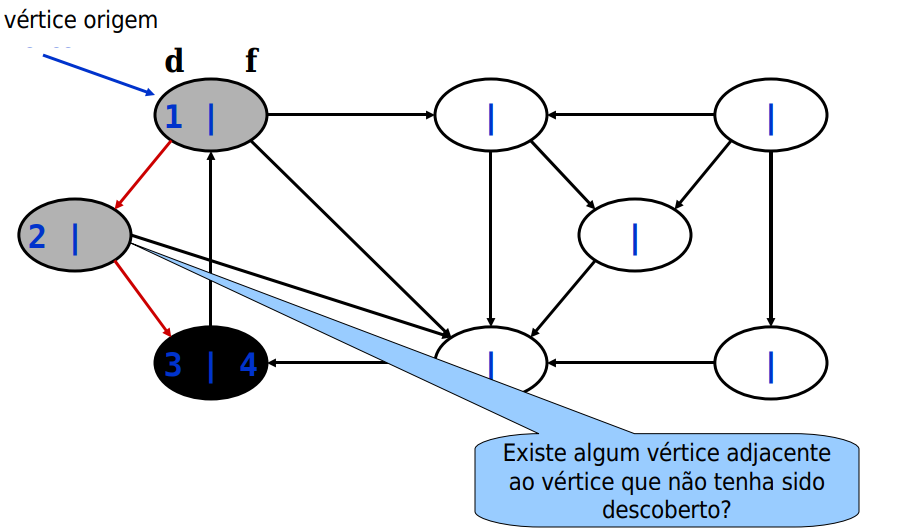 vértice origem
d f
1 | | |
2 | |
3 | 4 | |
Existe algum vértice adjacente
ao vértice que não tenha sido
descoberto?